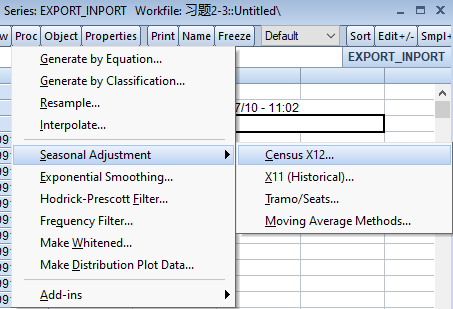 Series: EXPORT_INPORT Workfile: 习题2-3::Untitled\
w Proc Object Properties Print Name Freeze Default Sort Edit+/- Smpl+
EXPORT_INPORT
Generate by Equation...
Generate by Classification...
Resample...
7/10 - 11:02
Interpolate...
Seasonal Adjustment
Census X12...
Exponential Smoothing...
X11 (Historical)...
Hodrick-Prescott Filter...
Tramo/Seats...
Frequency Filter...
Moving Average Methods...
Make Whitened...
Make Distribution Plot Data...
Add-ins